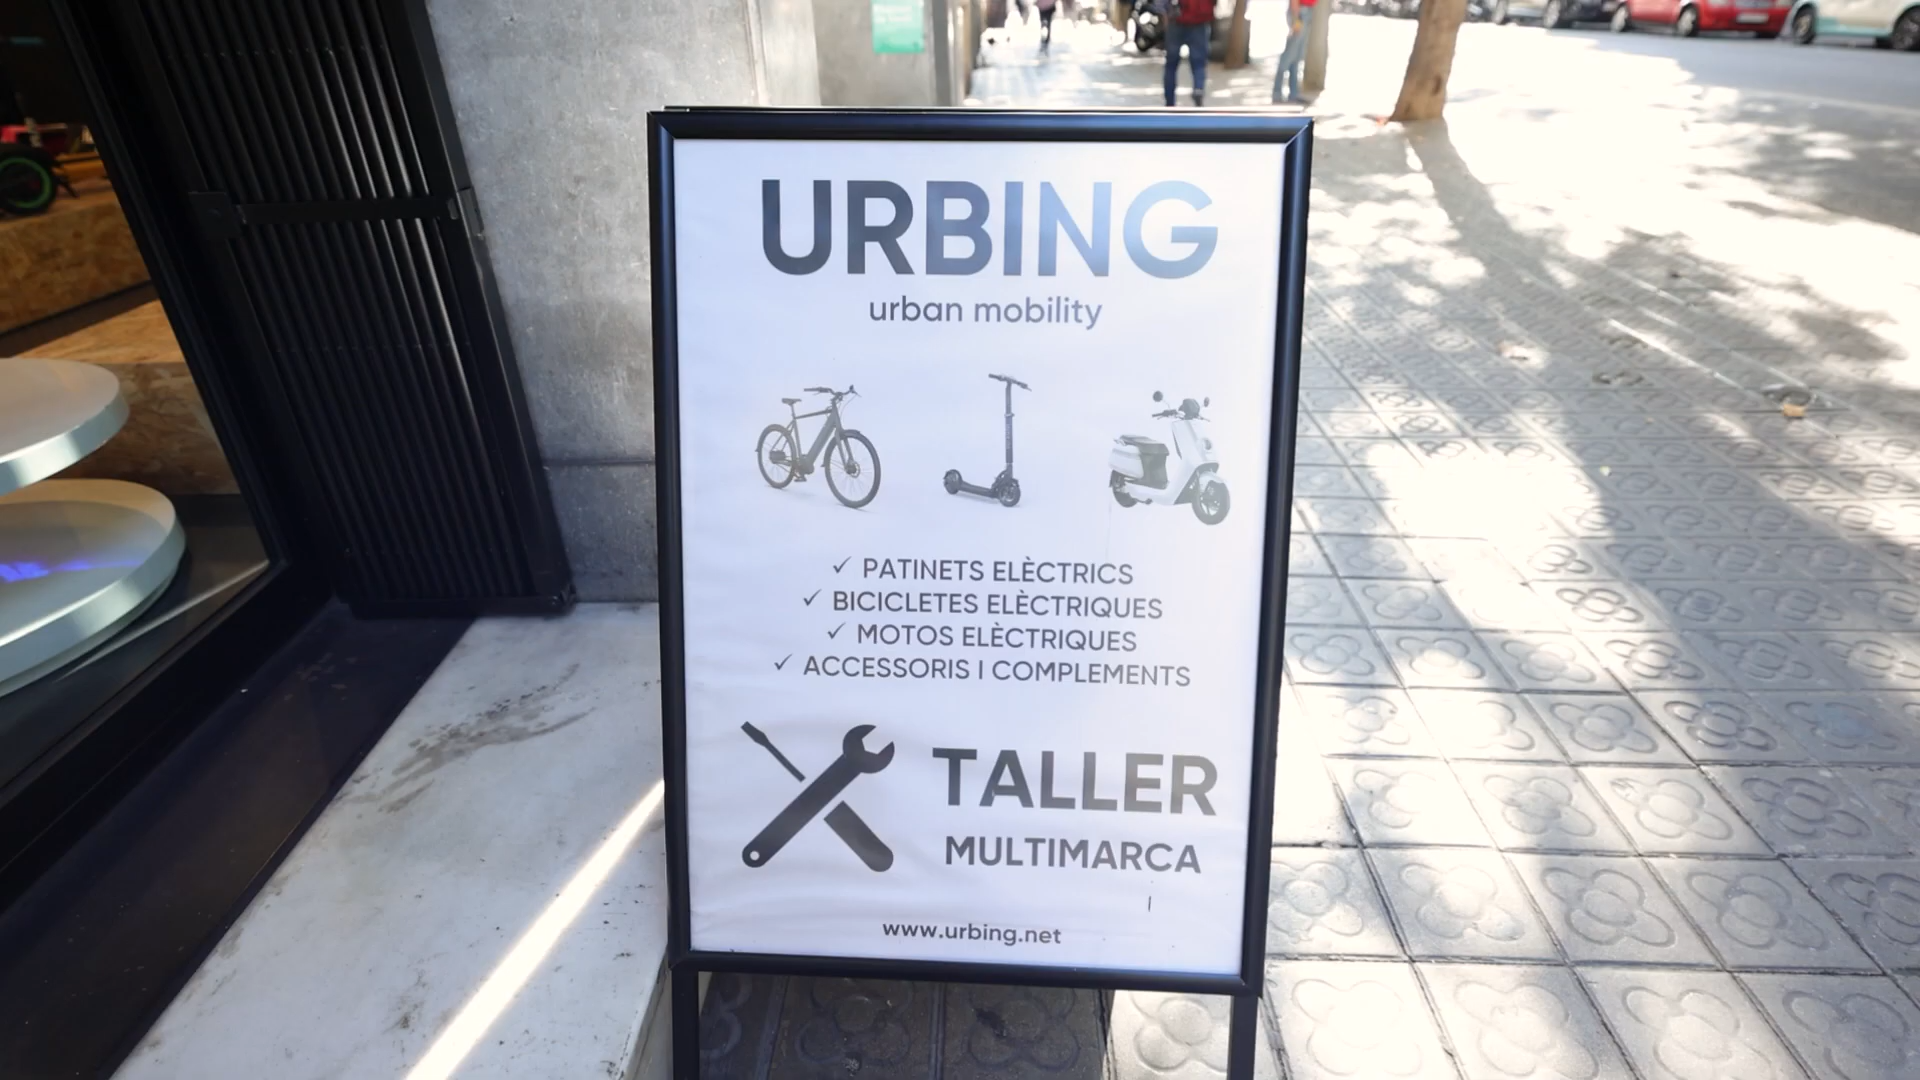 URBING
urban mobility
✓ PATINETS ELÈCTRICS
✓ BICICLETES ELÈCTRIQUES
✓ MOTOS ELÈCTRIQUES
✓ ACCESSORIS I COMPLEMENTS
TALLER
MULTIMARCA
www.urbing.net